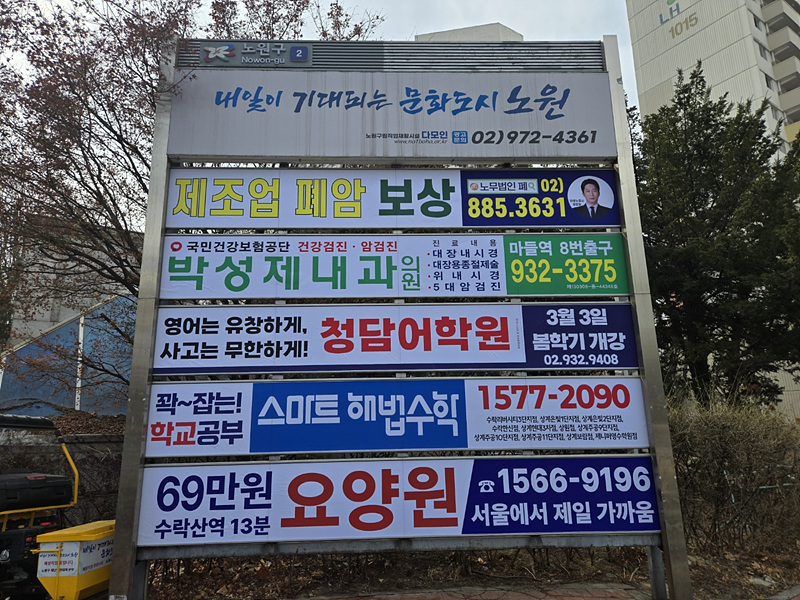 노원구 2
Nowon-gu
LH
1015
내일이 기대되는 문화도시 노원
다모인 02)972-4361
제조업 폐암 보상
노무법인 폐 02)
885.3631
국민건강보험공단 건강검진 · 암검진
박성제내과의원
진료내용
· 대장내시경
· 대장용종절제술
· 위내시경
· 5대암검진
마들역 8번출구
932-3375
영어는 유창하게,
사고는 무한하게!
청담어학원
3월 3일
봄학기 개강
02.932.9408
꽉~잡는!
학교공부
스마트 해법수학
1577-2090
69만원
수락산역 13분
요양원
☎1566-9196
서울에서 제일 가까움